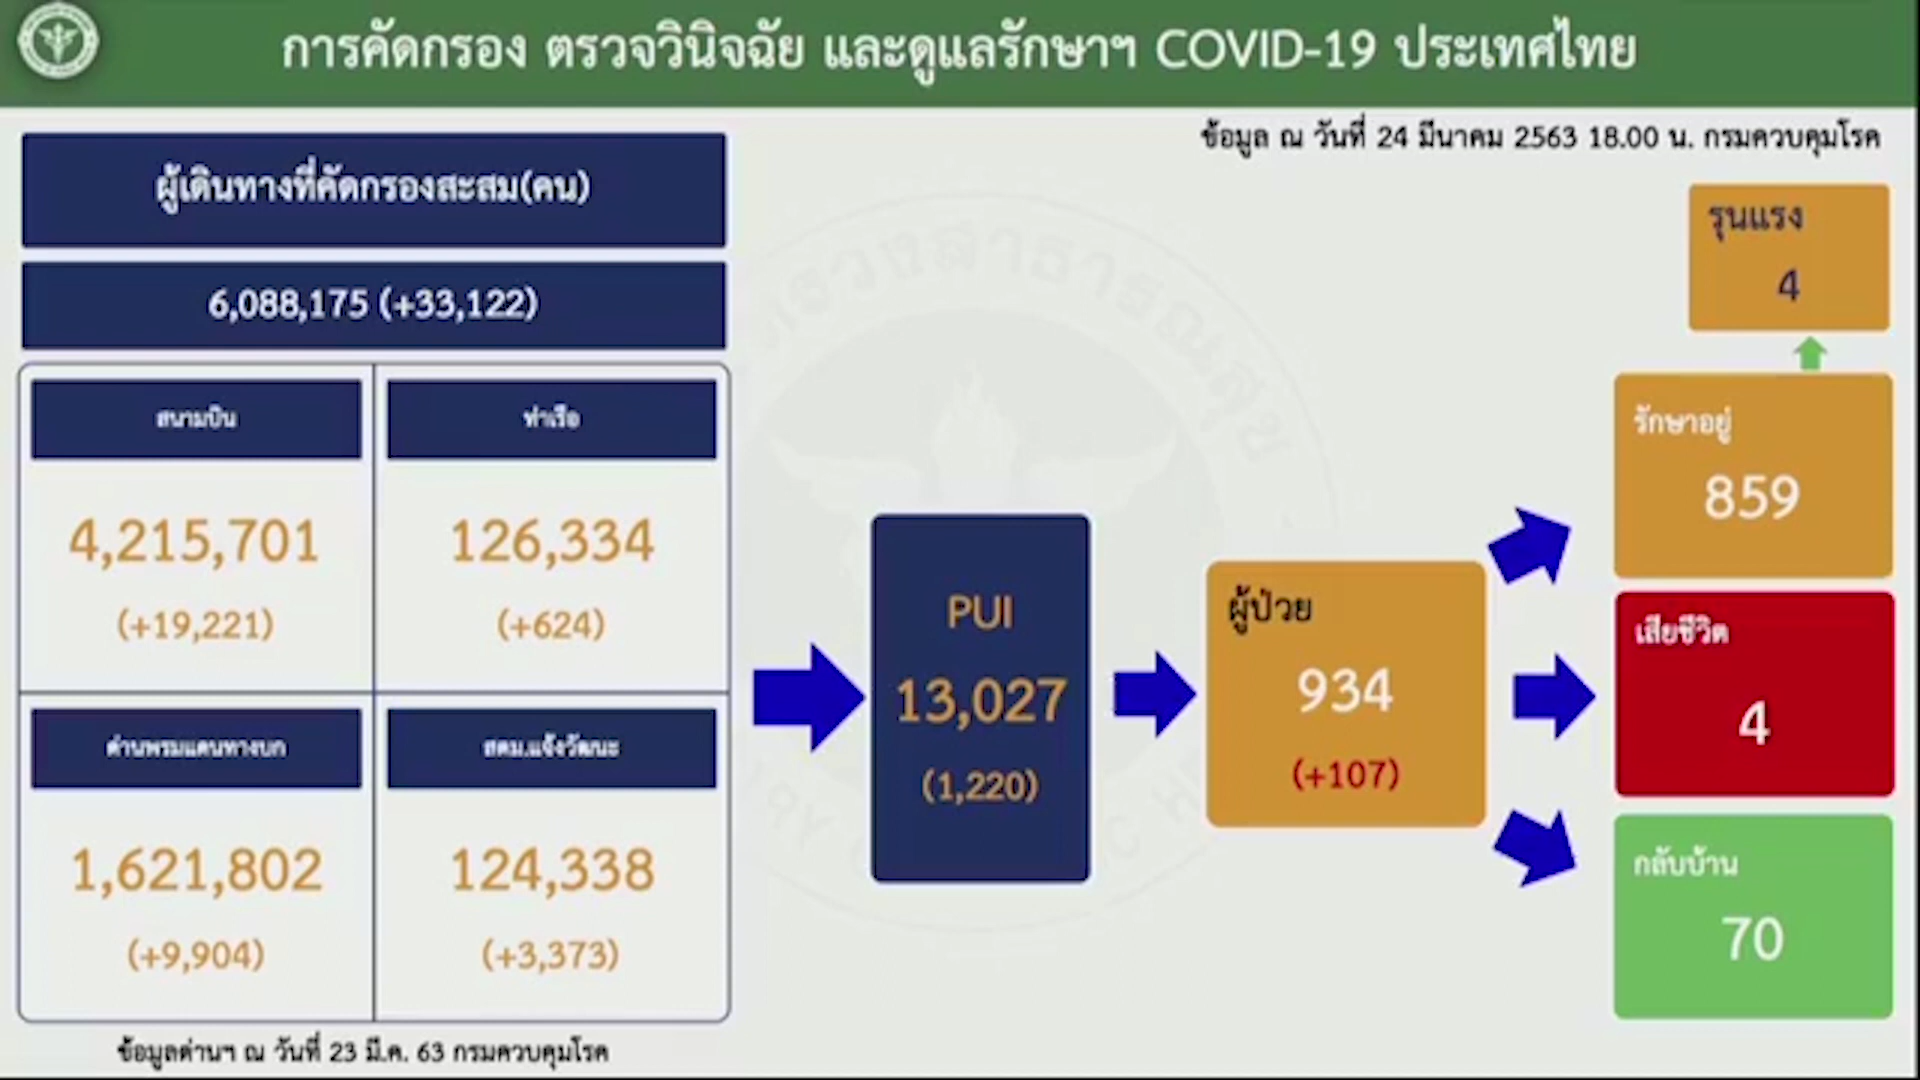 การคัดกรอง ตรวจวินิจฉัย และดูแลรักษาฯ COVID-19 ประเทศไทย
ข้อมูล ณ วันที่ 24 มีนาคม 2563 18.00 น. กรมควบคุมโรค
ผู้เดินทางที่คัดกรองสะสม(คน)
6,088,175 (+33,122)
สนามบิน
4,215,701
(+19,221)
ท่าเรือ
126,334
(+624)
ด่านพรมแดนทางบก
1,621,802
(+9,904)
สตม.แจ้งวัฒนะ
124,338
(+3,373)
ข้อมูลด่านฯ ณ วันที่ 23 มี.ค. 63 กรมควบคุมโรค
PUI
13,027
(1,220)
ผู้ป่วย
934
(+107)
รุนแรง
4
รักษาอยู่
859
เสียชีวิต
4
กลับบ้าน
70